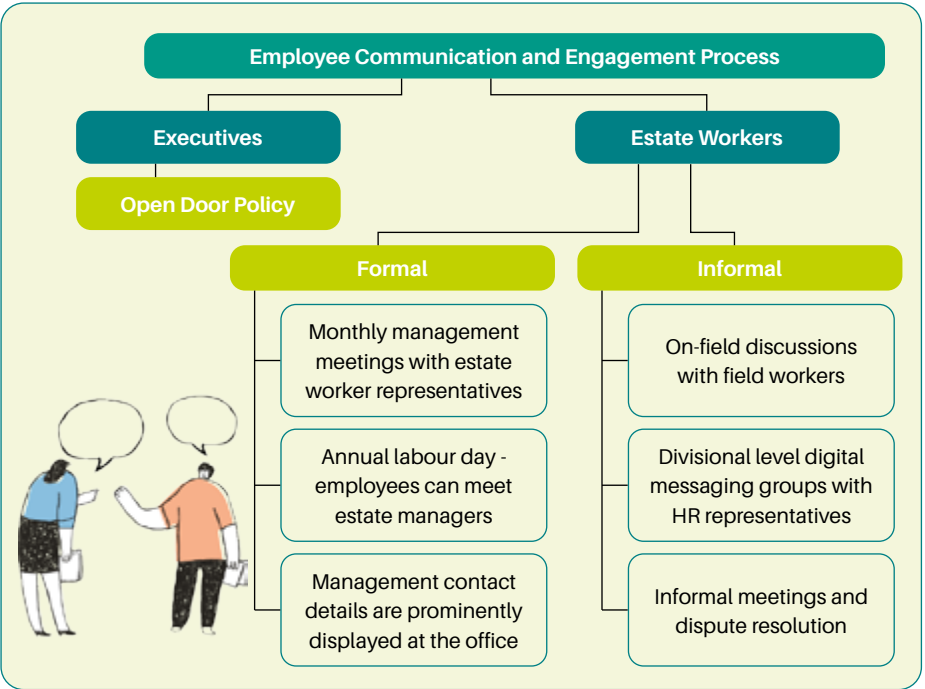 Employee Communication and Engagement Process
Executives
Open Door Policy
Estate Workers
Formal
Monthly management
meetings with estate
worker representatives
Annual labour day -
employees can meet
estate managers
Management contact
details are prominently
displayed at the office
Informal
On-field discussions
with field workers
Divisional level digital
messaging groups with
HR representatives
Informal meetings and
dispute resolution